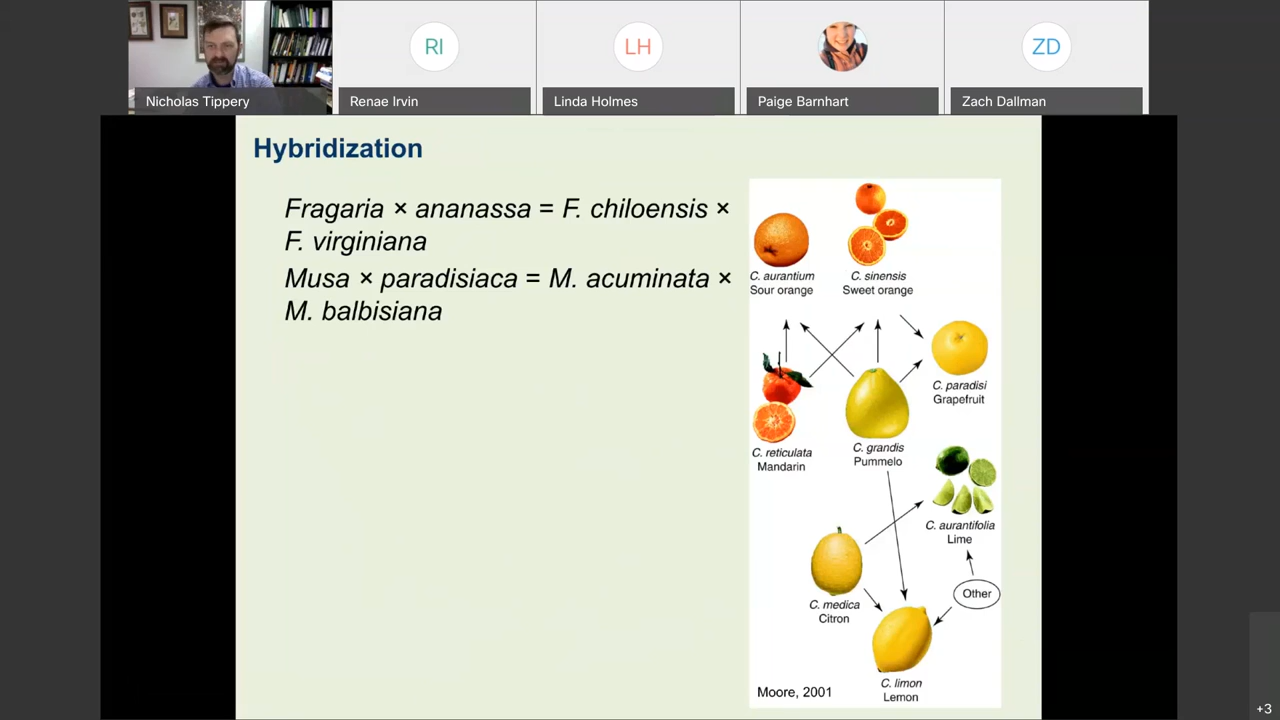 RI
LH
ZD
Nicholas Tippery
Renae Irvin
Linda Holmes
Paige Barnhart
Zach Dallman
Hybridization
Fragaria × ananassa = F. chiloensis ×
F. virginiana
Musa × paradisiaca = M. acuminata ×
M. balbisiana
C. aurantium
Sour orange
C. sinensis
Sweet orange
C. paradisi
Grapefruit
C. reticulata
Mandarin
C. grandis
Pummelo
C. aurantifolia
Lime
Other
C. medica
Citron
C. limon
Lemon
Moore, 2001
+3